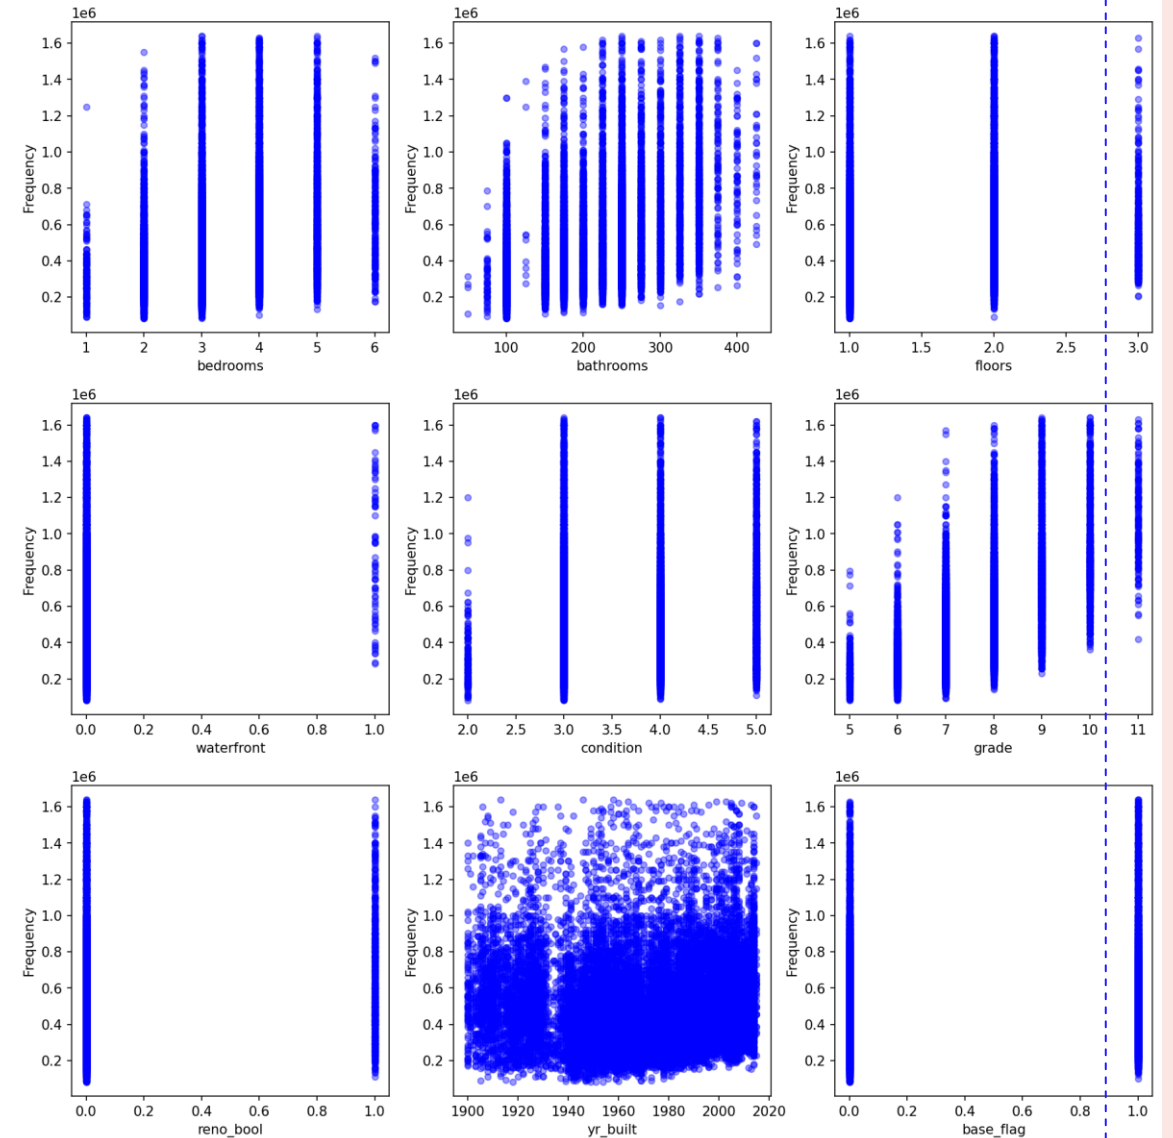 1e6
Frequency
1.6
1.4
1.2
1.0
0.8
0.6
0.4
0.2
1 2 3 4 5 6
bedrooms
1e6
Frequency
1.6
1.4
1.2
1.0
0.8
0.6
0.4
0.2
100 200 300 400
bathrooms
1e6
Frequency
1.6
1.4
1.2
1.0
0.8
0.6
0.4
0.2
1.0 1.5 2.0 2.5 3.0
floors
1e6
Frequency
1.6
1.4
1.2
1.0
0.8
0.6
0.4
0.2
0.0 0.2 0.4 0.6 0.8 1.0
waterfront
1e6
Frequency
1.6
1.4
1.2
1.0
0.8
0.6
0.4
0.2
2.0 2.5 3.0 3.5 4.0 4.5 5.0
condition
1e6
Frequency
1.6
1.4
1.2
1.0
0.8
0.6
0.4
0.2
5 6 7 8 9 10 11
grade
1e6
Frequency
1.6
1.4
1.2
1.0
0.8
0.6
0.4
0.2
0.0 0.2 0.4 0.6 0.8 1.0
reno_bool
1e6
Frequency
1.6
1.4
1.2
1.0
0.8
0.6
0.4
0.2
1900 1920 1940 1960 1980 2000 2020
yr_built
1e6
Frequency
1.6
1.4
1.2
1.0
0.8
0.6
0.4
0.2
0.0 0.2 0.4 0.6 0.8 1.0
base_flag